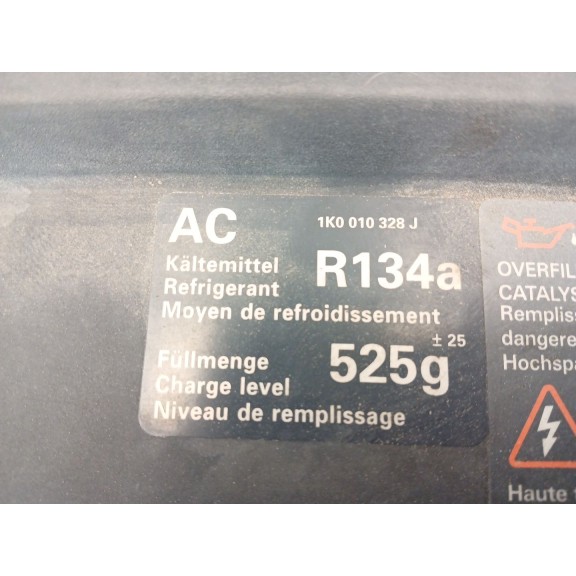 AC 1K0 010 328 J
Kältemittel
Refrigerant R134a
Moyen de refroidissement
Füllmenge
Charge level 525g ± 25
Niveau de remplissage
OVERFIL
CATALYS
Remplis
dangere
Hochspa
Haute